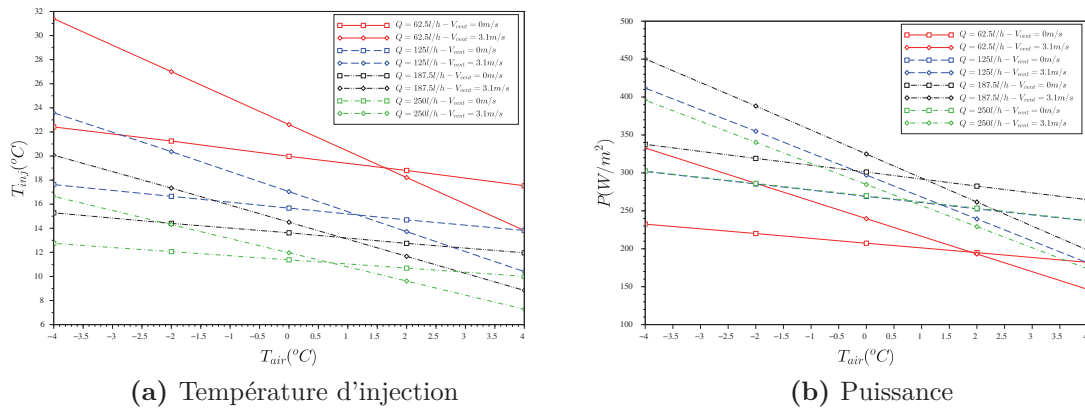 32
30
28
26
24
22
20
18
16
14
12
10
8
6
T_inj(°C)
Q = 62.5l/h − V_vent = 0m/s
Q = 62.5l/h − V_vent = 3.1m/s
Q = 125l/h − V_vent = 0m/s
Q = 125l/h − V_vent = 3.1m/s
Q = 187.5l/h − V_vent = 0m/s
Q = 187.5l/h − V_vent = 3.1m/s
Q = 250l/h − V_vent = 0m/s
Q = 250l/h − V_vent = 3.1m/s
−4 −3.5 −3 −2.5 −2 −1.5 −1 −0.5 0 0.5 1 1.5 2 2.5 3 3.5 4
T_air(°C)
(a) Température d'injection
500
450
400
350
300
250
200
150
100
P(W/m²)
Q = 62.5l/h − V_vent = 0m/s
Q = 62.5l/h − V_vent = 3.1m/s
Q = 125l/h − V_vent = 0m/s
Q = 125l/h − V_vent = 3.1m/s
Q = 187.5l/h − V_vent = 0m/s
Q = 187.5l/h − V_vent = 3.1m/s
Q = 250l/h − V_vent = 0m/s
Q = 250l/h − V_vent = 3.1m/s
−4 −3.5 −3 −2.5 −2 −1.5 −1 −0.5 0 0.5 1 1.5 2 2.5 3 3.5 4
T_air(°C)
(b) Puissance